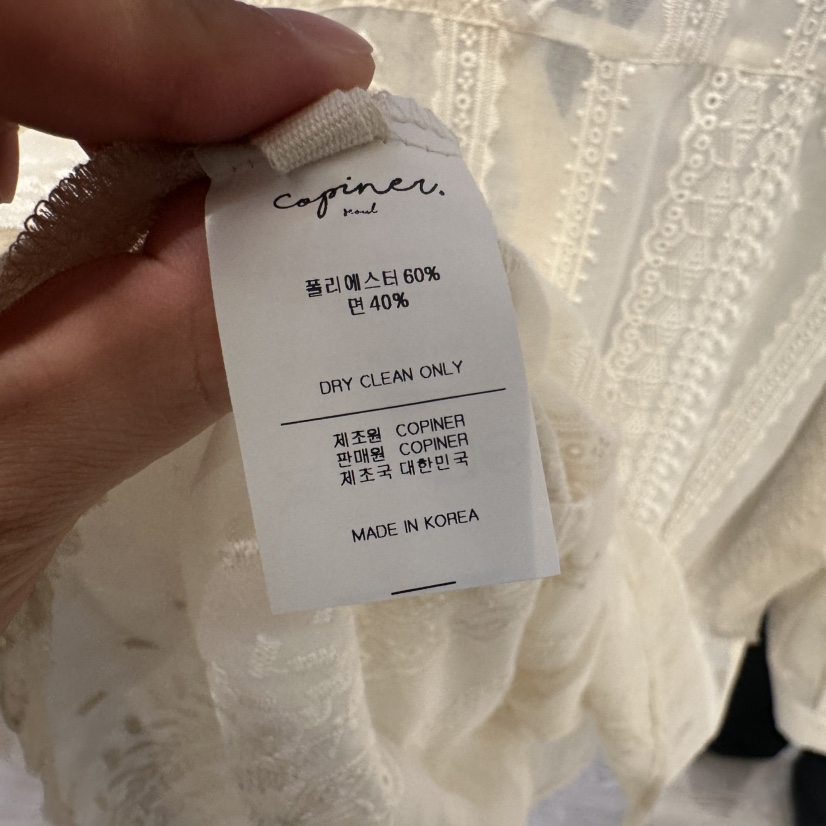 copiner.
seoul
폴리에스터 60%
면 40%
DRY CLEAN ONLY
제조원 COPINER
판매원 COPINER
제조국 대한민국
MADE IN KOREA